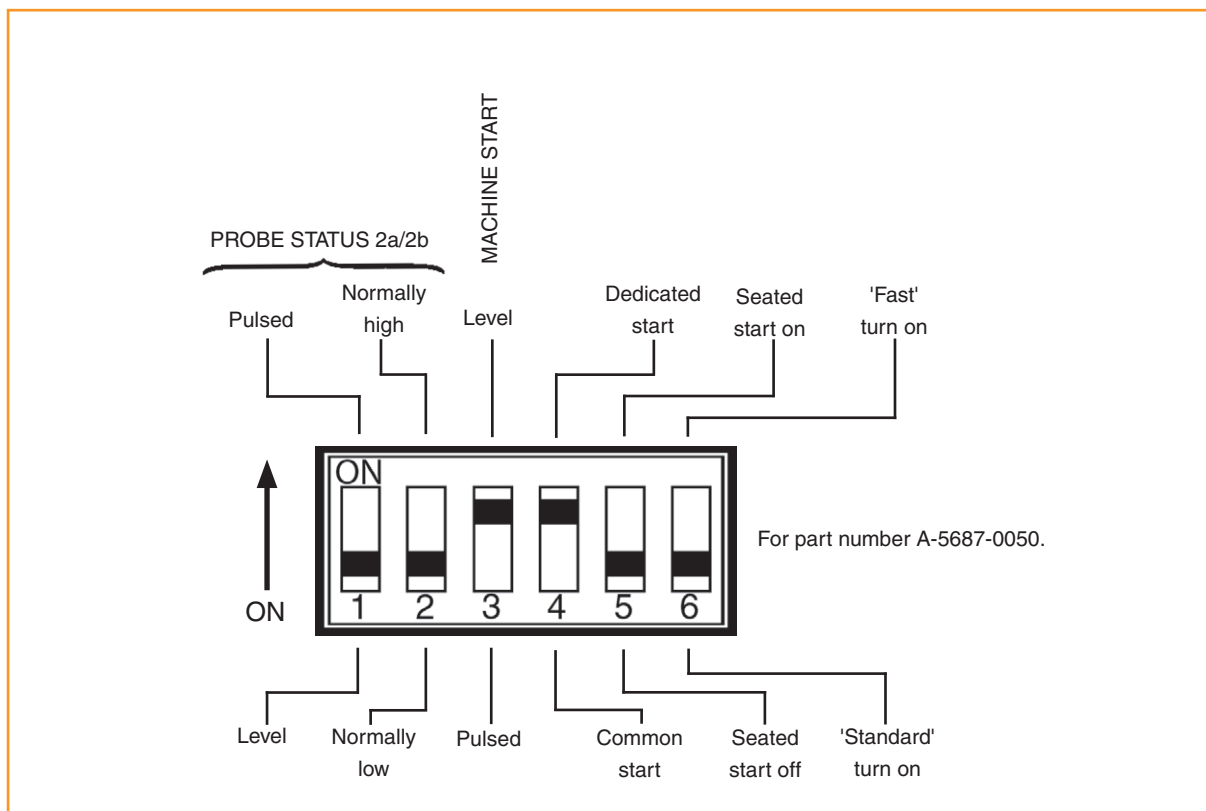 MACHINE START
PROBE STATUS 2a/2b
Pulsed
Normally
high
Level
Dedicated
start
Seated
start on
'Fast'
turn on
ON
ON
1 2 3 4 5 6
For part number A-5687-0050.
Level
Normally
low
Pulsed
Common
start
Seated
start off
'Standard'
turn on